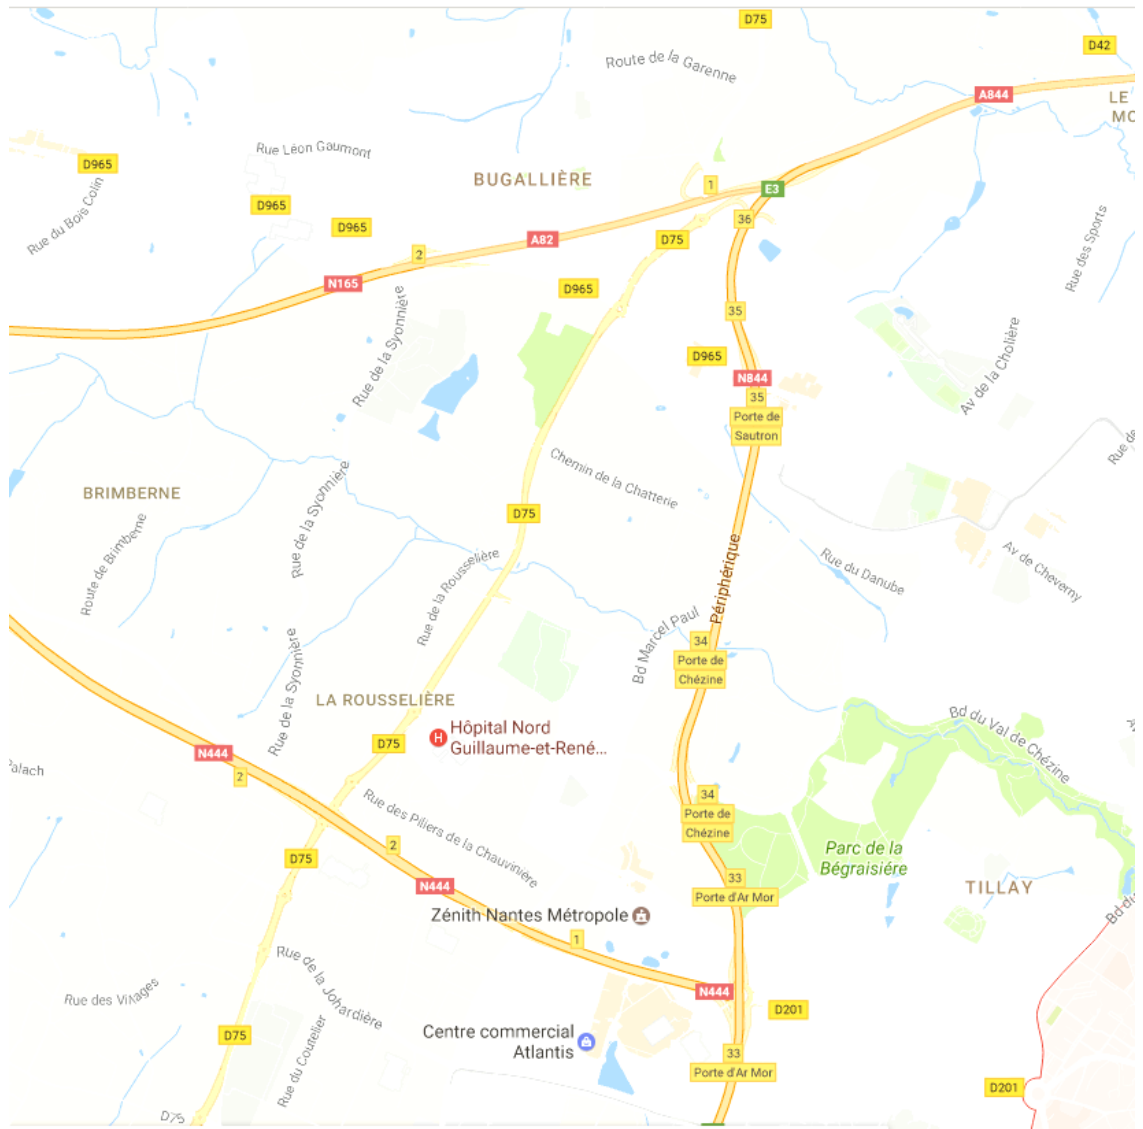 D75
D42
Route de la Garenne
A844
LE
MO
Rue Léon Gaumont
D965
BUGALLIÈRE
1
E3
Rue du Bois Colin
D965
D965
36
Rue des Sports
A82
D75
2
N165
D965
35
Rue de la Syonnière
D965
N844
Av de la Cholière
35
Porte de
Sautron
Rue de
Chemin de la Chatterie
BRIMBERNE
Rue de la Syonnière
D75
Route de Brimberne
Rue de la Rousselière
Périphérique
Rue du Danube
Av de Cheverny
Bd Marcel Paul
34
Porte de
Chézine
Rue de la Syonnière
LA ROUSSELIÈRE
Bd du Val de Chézine
Hôpital Nord
Guillaume-et-René...
D75
N444
2
Palach
Rue des Piliers de la Chauvinière
34
Porte de
Chézine
2
D75
Parc de la
Bégraisiére
33
Porte d'Ar Mor
N444
TILLAY
Zénith Nantes Métropole
Bd du
1
Rue de la Johardière
Rue des Villages
N444
D201
D75
Centre commercial
Atlantis
Rue du Coutelier
33
Porte d'Ar Mor
D201
D75